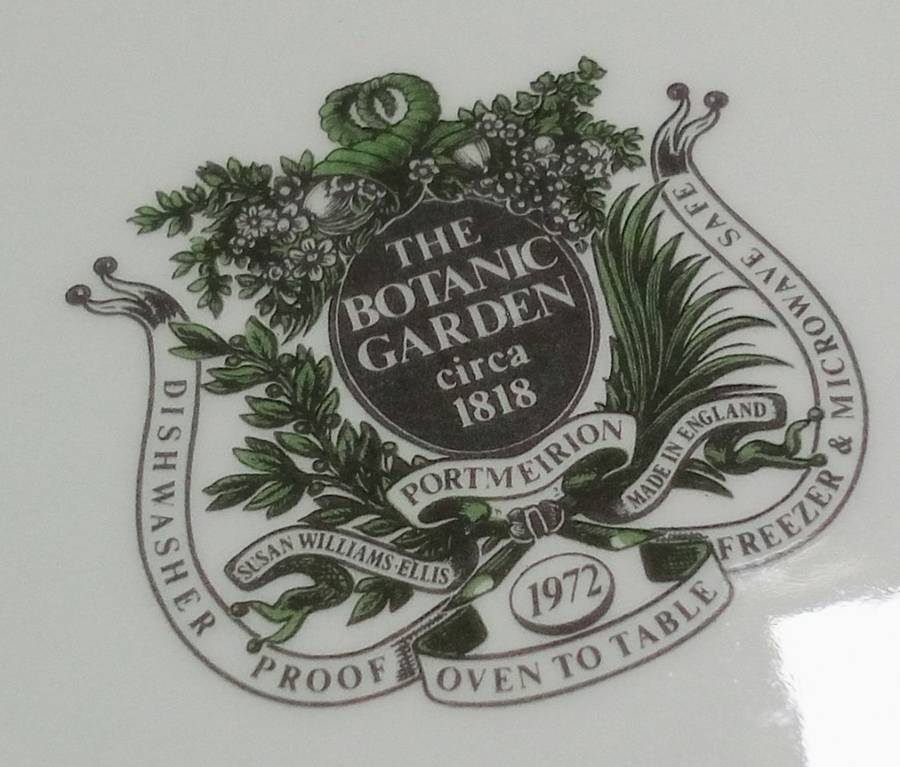 THE
BOTANIC
GARDEN
circa
1818
PORTMEIRION
MADE IN ENGLAND
SUSAN WILLIAMS-ELLIS
1972
DISHWASHER PROOF
OVEN TO TABLE
FREEZER & MICROWAVE SAFE